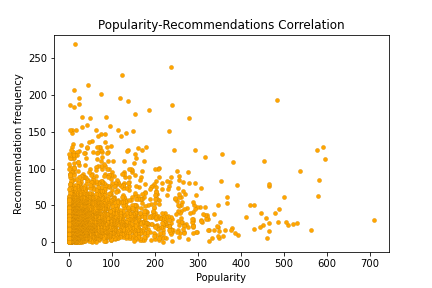 Popularity-Recommendations Correlation
Recommendation frequency
250
200
150
100
50
0
0 100 200 300 400 500 600 700
Popularity